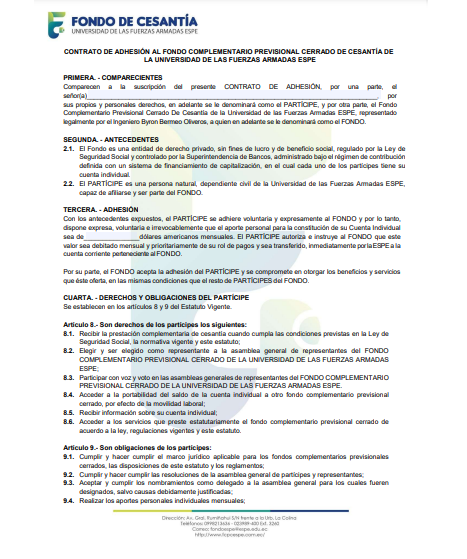 FONDO DE CESANTÍA
UNIVERSIDAD DE LAS FUERZAS ARMADAS ESPE
CONTRATO DE ADHESIÓN AL FONDO COMPLEMENTARIO PREVISIONAL CERRADO DE CESANTÍA DE
LA UNIVERSIDAD DE LAS FUERZAS ARMADAS ESPE
PRIMERA. - COMPARECIENTES
Comparecen a la suscripción del presente CONTRATO DE ADHESIÓN, por una parte, el
señor(a)________________________________________________, por
sus propios y personales derechos, en adelante se le denominará como el PARTÍCIPE, y por otra parte, el Fondo
Complementario Previsional Cerrado De Cesantía de la Universidad de las Fuerzas Armadas ESPE, representado
legalmente por el Ingeniero Byron Bermeo Oliveros, a quien en adelante se le denominará como el FONDO.
SEGUNDA. - ANTECEDENTES
2.1. El Fondo es una entidad de derecho privado, sin fines de lucro y de beneficio social, regulado por la Ley de
Seguridad Social y controlado por la Superintendencia de Bancos, administrado bajo el régimen de contribución
definida con un sistema de financiamiento de capitalización, en el cual cada uno de los partícipes tiene su
cuenta individual.
2.2. El PARTÍCIPE es una persona natural, dependiente civil de la Universidad de las Fuerzas Armadas ESPE,
capaz de afiliarse y ser parte del FONDO.
TERCERA. - ADHESIÓN
Con los antecedentes expuestos, el PARTÍCIPE se adhiere voluntaria y expresamente al FONDO y por lo tanto,
dispone expresa, voluntaria e irrevocablemente que el aporte personal para la constitución de su Cuenta Individual
sea de________________dólares americanos mensuales. El PARTÍCIPE autoriza e instruye al FONDO que este
valor sea debitado mensual y prioritariamente de su rol de pagos y sea transferido, inmediatamente por la ESPE a la
cuenta corriente perteneciente al FONDO.
Por su parte, el FONDO acepta la adhesión del PARTÍCIPE y se compromete en otorgar los beneficios y servicios
que éste oferta, en las mismas condiciones que el resto de PARTÍCIPES del FONDO.
CUARTA. - DERECHOS Y OBLIGACIONES DEL PARTÍCIPE
Se establecen en los artículos 8 y 9 del Estatuto Vigente.
Artículo 8.- Son derechos de los partícipes los siguientes:
8.1. Recibir la prestación complementaria de cesantía cuando cumpla las condiciones previstas en la Ley de
Seguridad Social, la normativa vigente y este estatuto;
8.2. Elegir y ser elegido como representante a la asamblea general de representantes del FONDO
COMPLEMENTARIO PREVISIONAL CERRADO DE LA UNIVERSIDAD DE LAS FUERZAS ARMADAS
ESPE;
8.3. Participar con voz y voto en las asambleas generales de representantes del FONDO COMPLEMENTARIO
PREVISIONAL CERRADO DE LA UNIVERSIDAD DE LAS FUERZAS ARMADAS ESPE.
8.4. Acceder a la portabilidad del saldo de la cuenta individual a otro fondo complementario previsional
cerrado, por efecto de la movilidad laboral;
8.5. Recibir información sobre su cuenta individual;
8.6. Acceder a los servicios que preste estatutariamente el fondo complementario previsional cerrado de
acuerdo a la ley, regulaciones vigentes y este estatuto.
Artículo 9.- Son obligaciones de los partícipes:
9.1. Cumplir y hacer cumplir el marco jurídico aplicable para los fondos complementarios previsionales
cerrados, las disposiciones de este estatuto y los reglamentos;
9.2. Cumplir y hacer cumplir las resoluciones de la asamblea general de partícipes y representantes;
9.3. Aceptar y cumplir los nombramientos como delegado a la asamblea general para los cuales fueren
designados, salvo causas debidamente justificadas;
9.4. Realizar los aportes personales individuales mensuales;
Dirección: Av. Gral. Rumiñahui S/N frente a la Urb. La Colina
Correo: fondoespe@espe.edu.ec